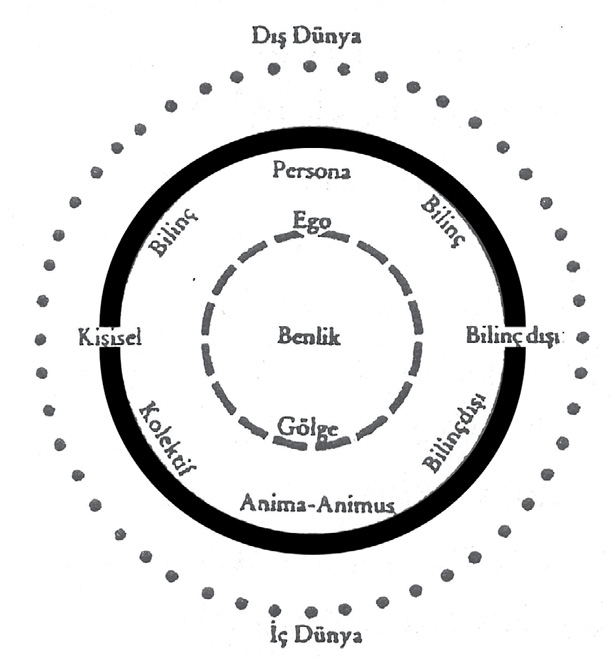 Dış Dünya
Persona
Bilinç
Bilinç
Ego
Kişisel
Benlik
Bilinç dışı
Gölge
Kolektif
Bilinçdışı
Anima-Animus
İç Dünya